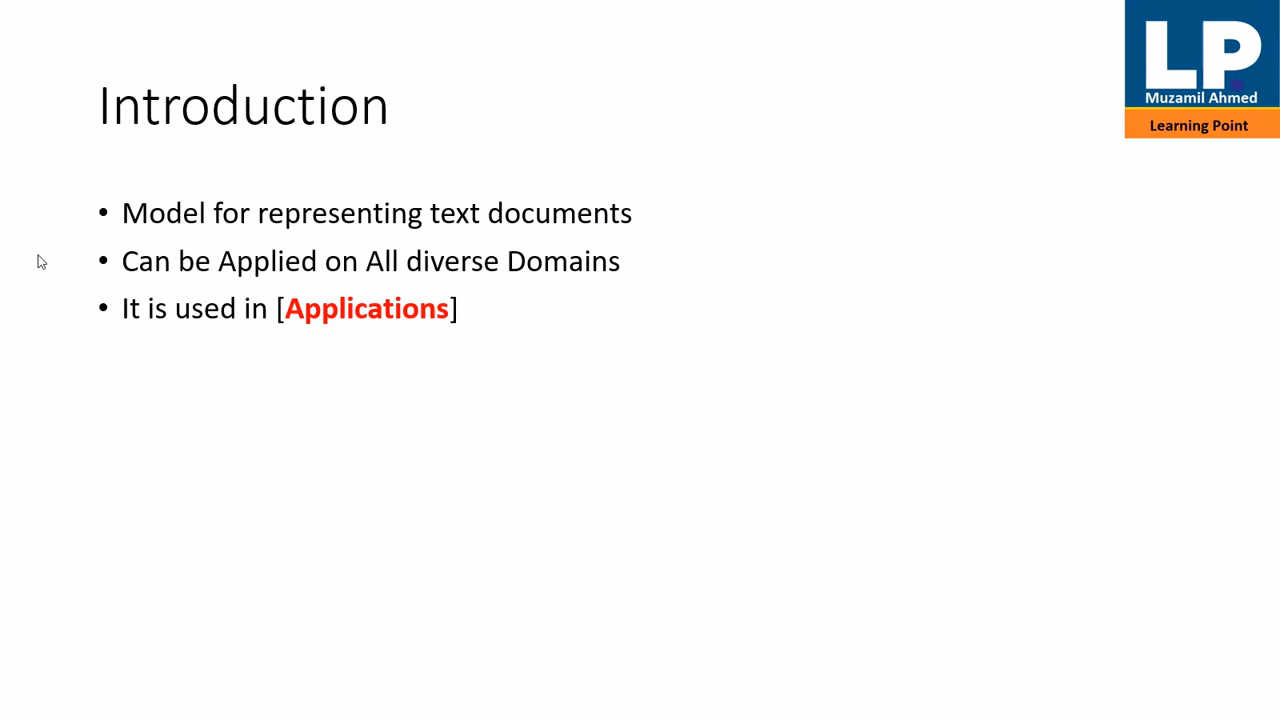 LP.
Muzamil Ahmed
Learning Point
Introduction
• Model for representing text documents
• Can be Applied on All diverse Domains
• It is used in [Applications]